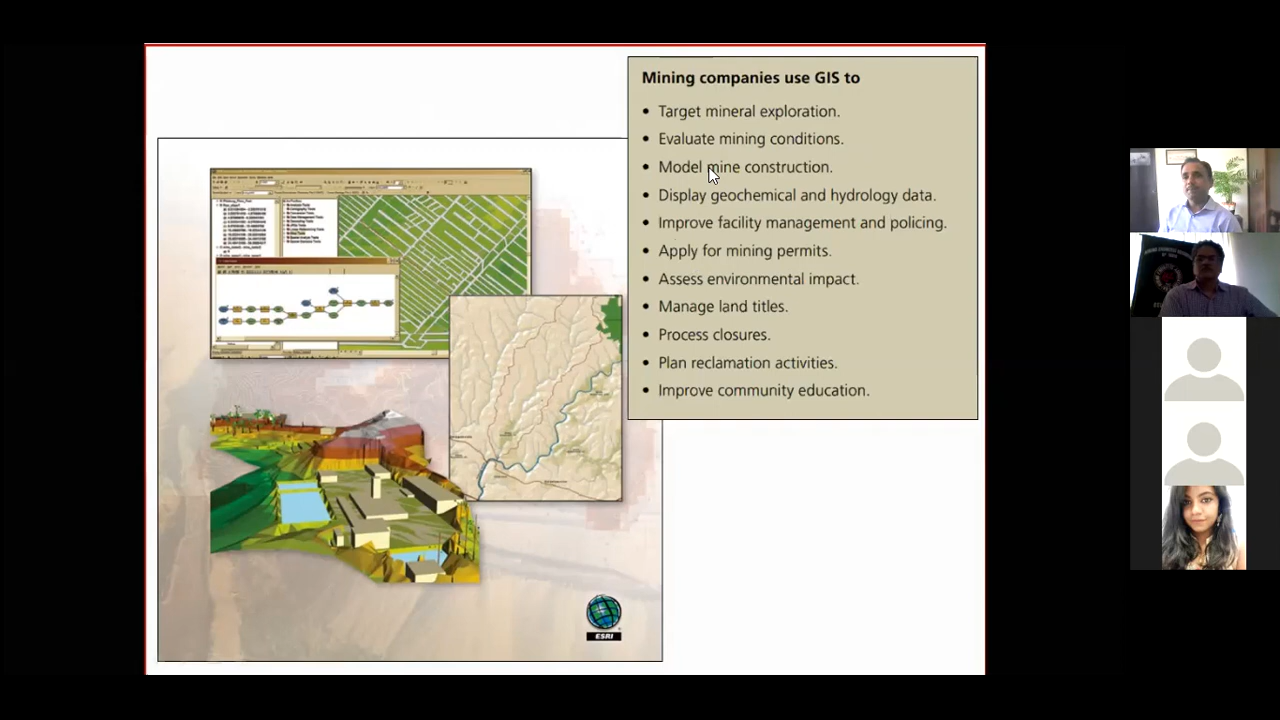 Mining companies use GIS to
• Target mineral exploration.
• Evaluate mining conditions.
• Model mine construction.
• Display geochemical and hydrology data.
• Improve facility management and policing.
• Apply for mining permits.
• Assess environmental impact.
• Manage land titles.
• Process closures.
• Plan reclamation activities.
• Improve community education.
ESRI